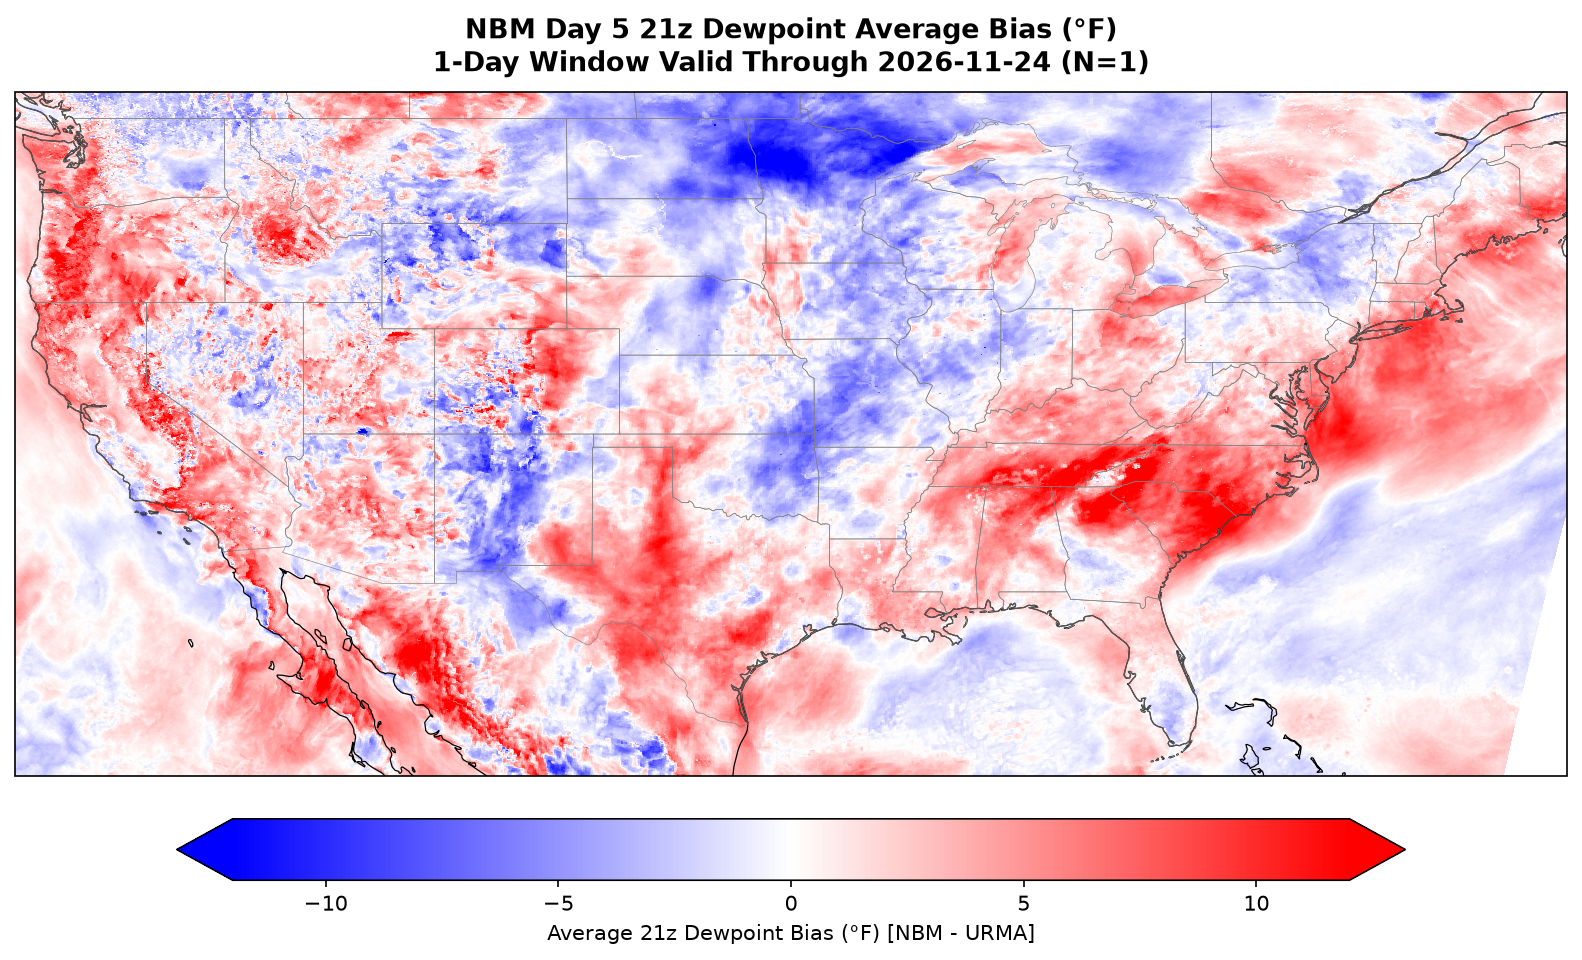 NBM Day 5 21z Dewpoint Average Bias (°F)
1-Day Window Valid Through 2026-11-24 (N=1)
−10 −5 0 5 10
Average 21z Dewpoint Bias (°F) [NBM - URMA]